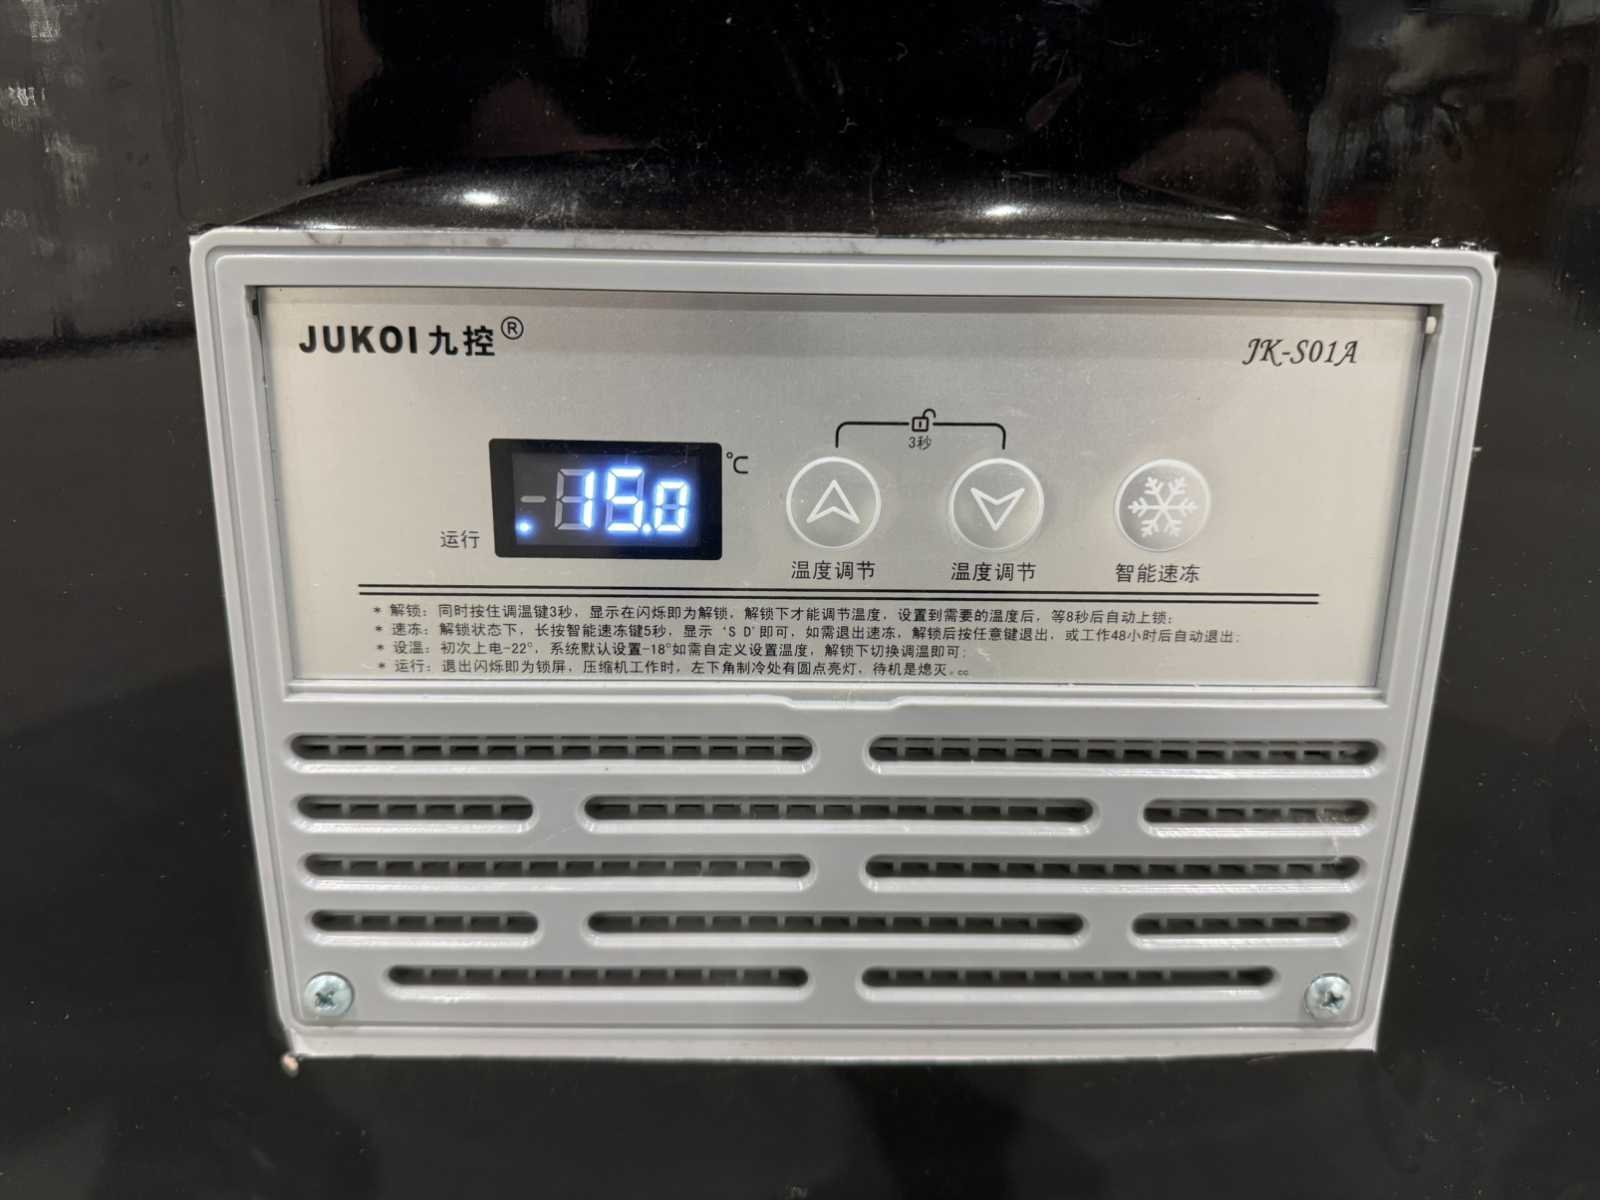 JUKOI九控®
JK-S01A
3秒
15.0
℃
运行
温度调节
温度调节
智能速冻
* 解锁：同时按住调温键3秒，显示在闪烁即为解锁，解锁下才能调节温度，设置到需要的温度后，等8秒后自动上锁；
* 速冻：解锁状态下，长按智能速冻键5秒，显示‘S D’即可，如需退出速冻，解锁后按任意键退出，或工作48小时后自动退出；
* 设温：初次上电-22°，系统默认设置-18°如需自定义设置温度，解锁下切换调温即可；
* 运行：退出闪烁即为锁屏，压缩机工作时，左下角制冷处有圆点亮灯，待机是熄灭。cc